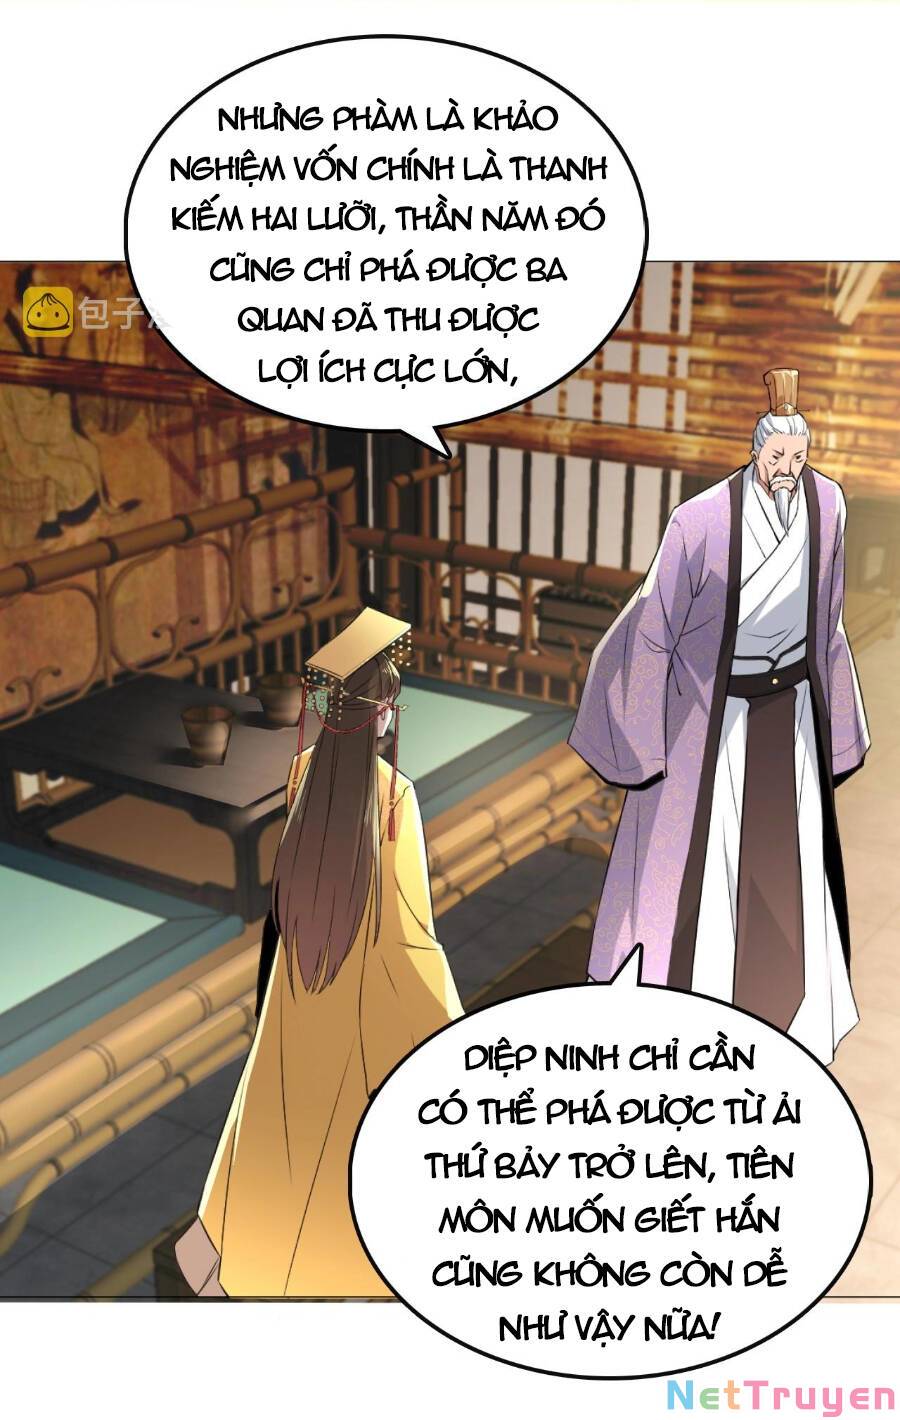 NHƯNG PHÀM LÀ KHẢO
NGHIỆM VỐN CHÍNH LÀ THANH
KIẾM HAI LƯỠI, THẦN NĂM ĐÓ
CŨNG CHỈ PHÁ ĐƯỢC BA
QUAN ĐÃ THU ĐƯỢC
LỢI ÍCH CỰC LỚN,
包子
DIỆP NINH CHỈ CẦN
CÓ THỂ PHÁ ĐƯỢC TỪ ẢI
THỨ BẢY TRỞ LÊN, TIÊN
MÔN MUỐN GIẾT HẮN
CŨNG KHÔNG CÒN DỄ
NHƯ VẬY NỮA!
NetTruyen